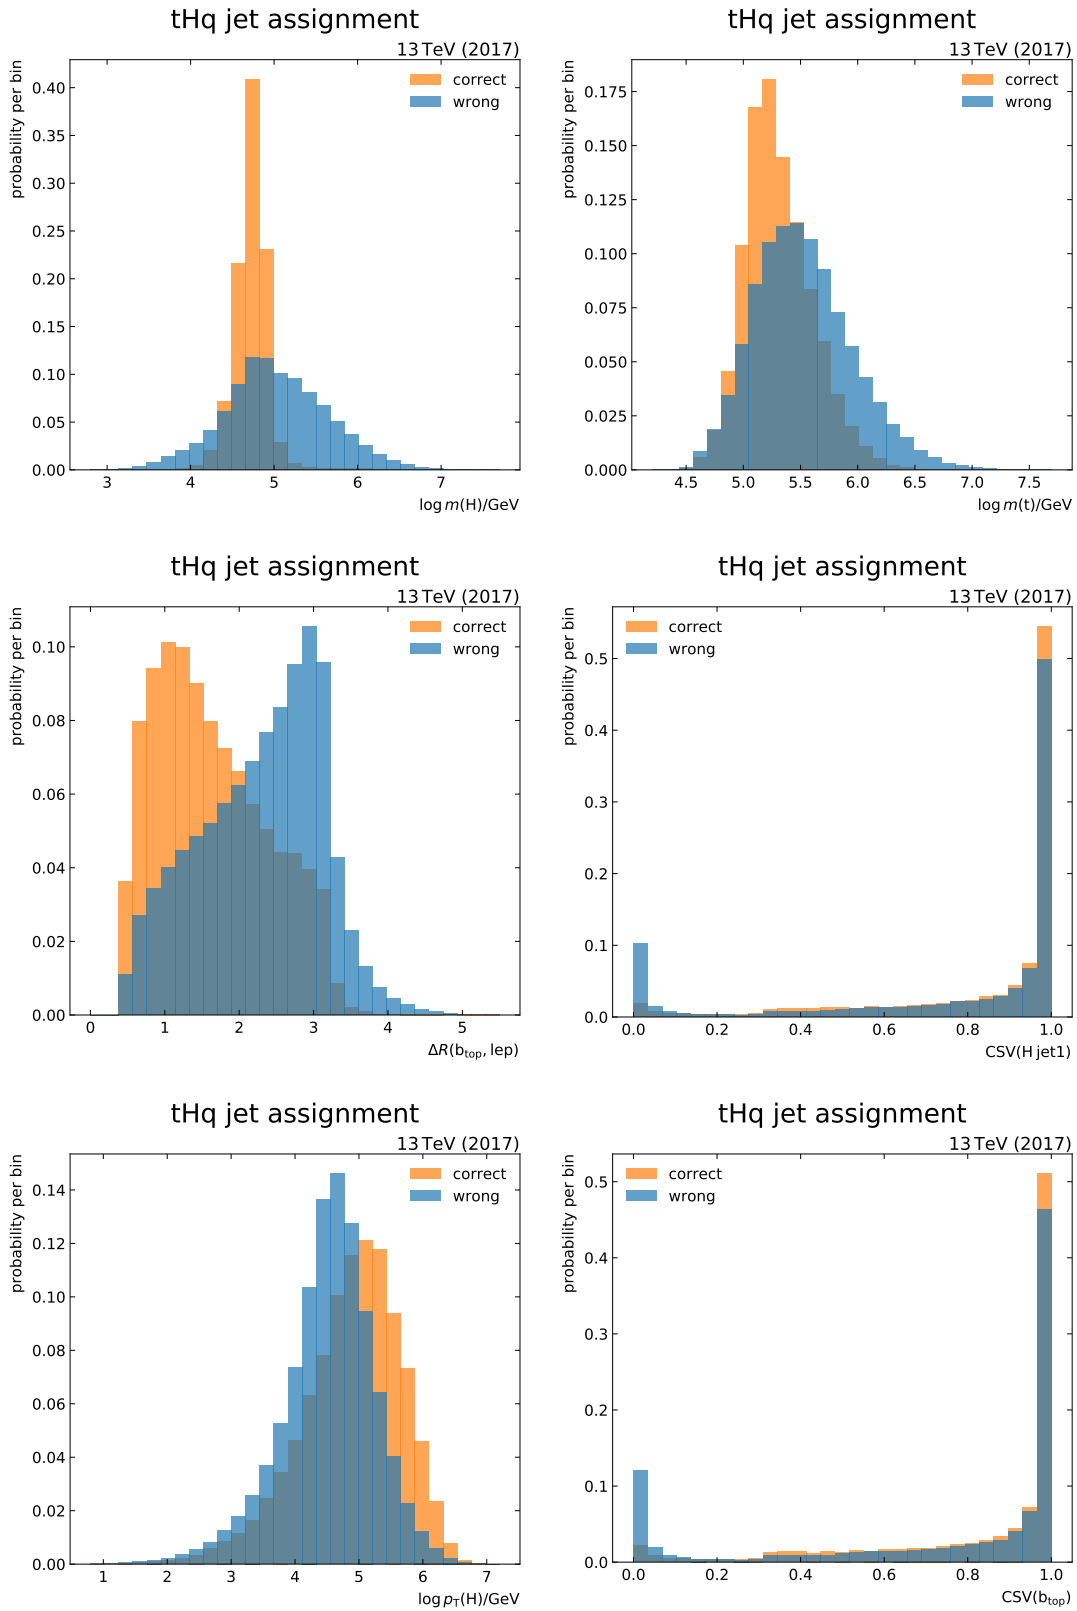 tHq jet assignment
13 TeV (2017)
probability per bin
correct
wrong
0.40
0.35
0.30
0.25
0.20
0.15
0.10
0.05
0.00
3 4 5 6 7
log m(H)/GeV
tHq jet assignment
13 TeV (2017)
probability per bin
correct
wrong
0.175
0.150
0.125
0.100
0.075
0.050
0.025
0.000
4.5 5.0 5.5 6.0 6.5 7.0 7.5
log m(t)/GeV
tHq jet assignment
13 TeV (2017)
probability per bin
correct
wrong
0.10
0.08
0.06
0.04
0.02
0.00
0 1 2 3 4 5
ΔR(b_top, lep)
tHq jet assignment
13 TeV (2017)
probability per bin
correct
wrong
0.5
0.4
0.3
0.2
0.1
0.0
0.0 0.2 0.4 0.6 0.8 1.0
CSV(H jet1)
tHq jet assignment
13 TeV (2017)
probability per bin
correct
wrong
0.14
0.12
0.10
0.08
0.06
0.04
0.02
0.00
1 2 3 4 5 6 7
log p_T(H)/GeV
tHq jet assignment
13 TeV (2017)
probability per bin
correct
wrong
0.5
0.4
0.3
0.2
0.1
0.0
0.0 0.2 0.4 0.6 0.8 1.0
CSV(b_top)